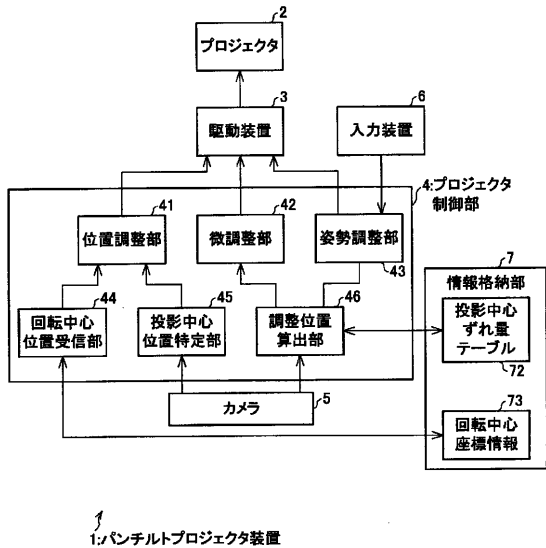 2
プロジェクタ
3
駆動装置
6
入力装置
4:プロジェクタ
制御部
41
位置調整部
42
微調整部
姿勢調整部
43
44
回転中心
位置受信部
45
投影中心
位置特定部
46
調整位置
算出部
カメラ
5
7
情報格納部
投影中心
ずれ量
テーブル
72
73
回転中心
座標情報
1:パンチルトプロジェクタ装置